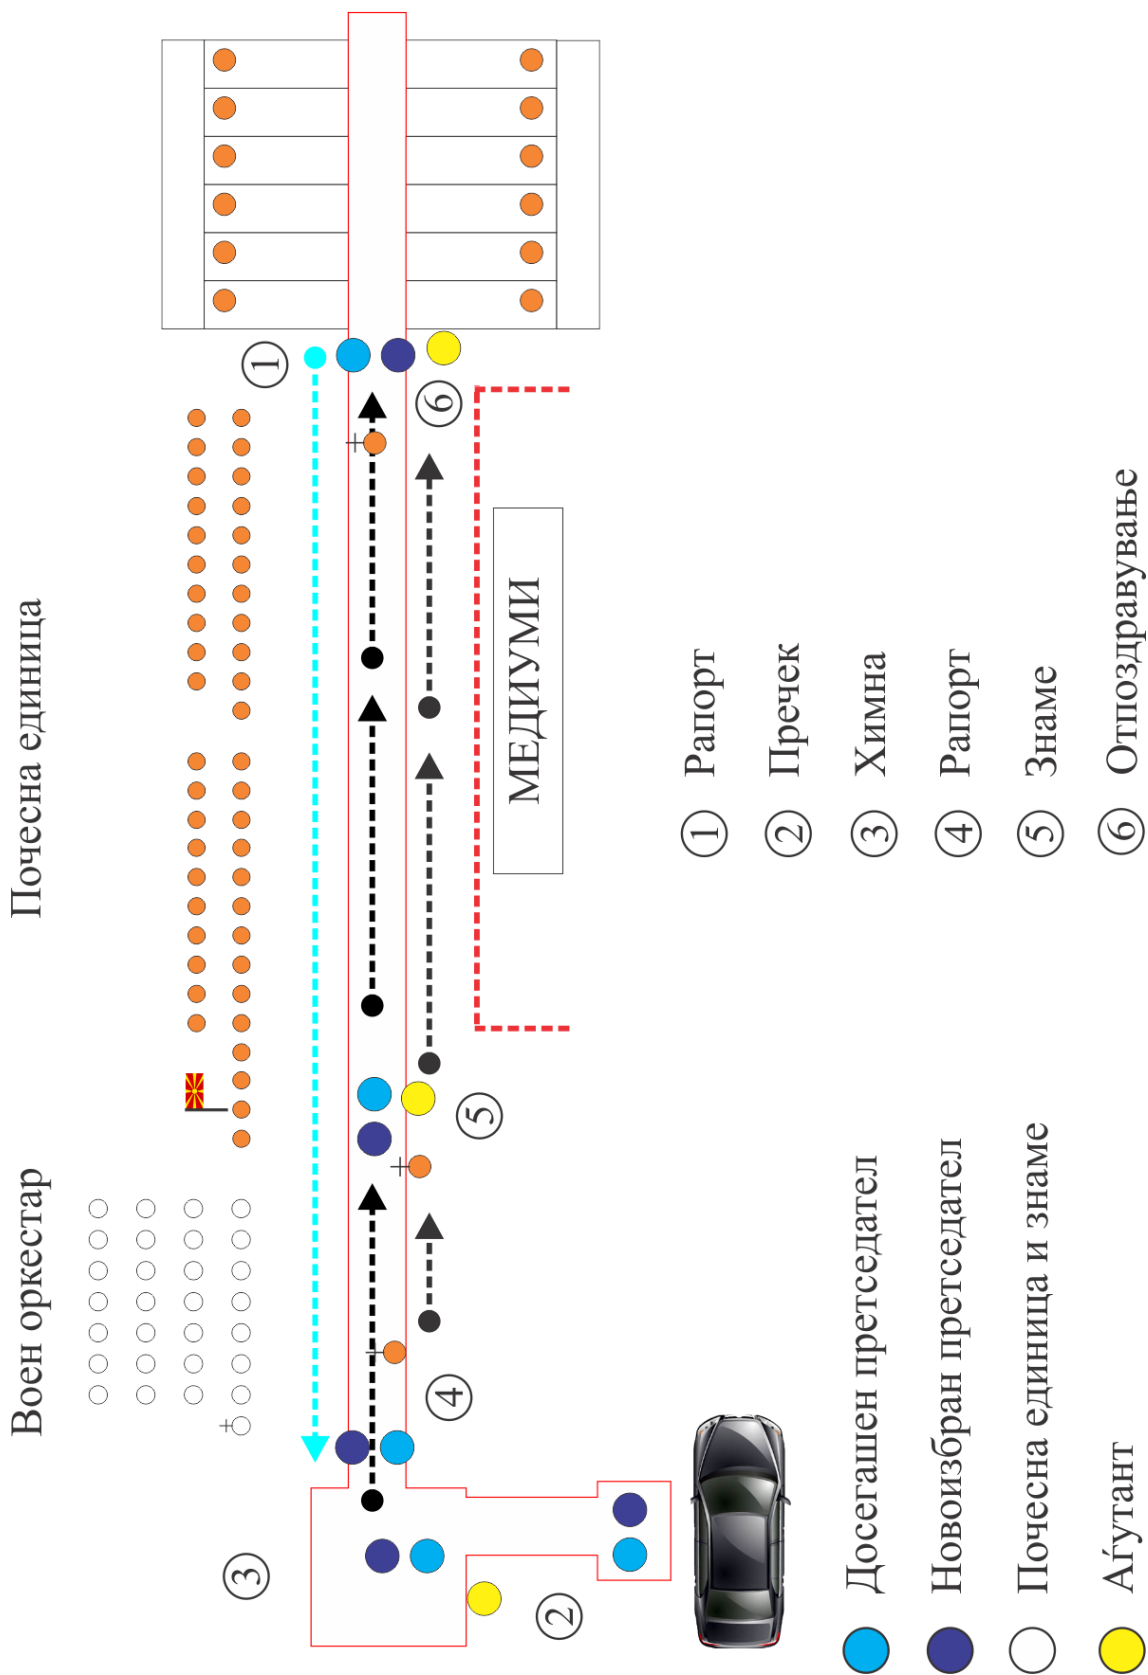 Воен оркестар
Почесна единица
①
③
⑤
⑥
④
②
МЕДИУМИ
Досегашен претседател
Новоизбран претседател
Почесна единица и знаме
Аѓутант
① Рапорт
② Пречек
③ Химна
④ Рапорт
⑤ Знаме
⑥ Отпоздравување